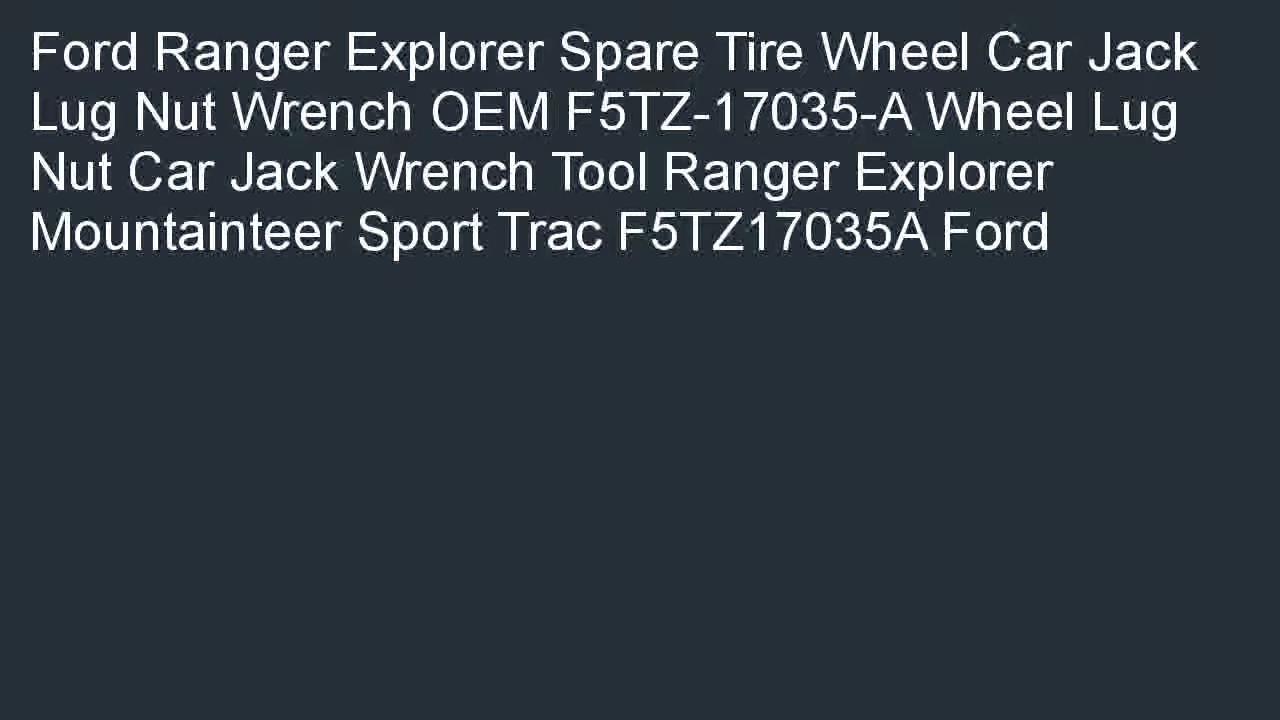 Ford Ranger Explorer Spare Tire Wheel Car Jack
Lug Nut Wrench OEM F5TZ-17035-A Wheel Lug
Nut Car Jack Wrench Tool Ranger Explorer
Mountainteer Sport Trac F5TZ17035A Ford